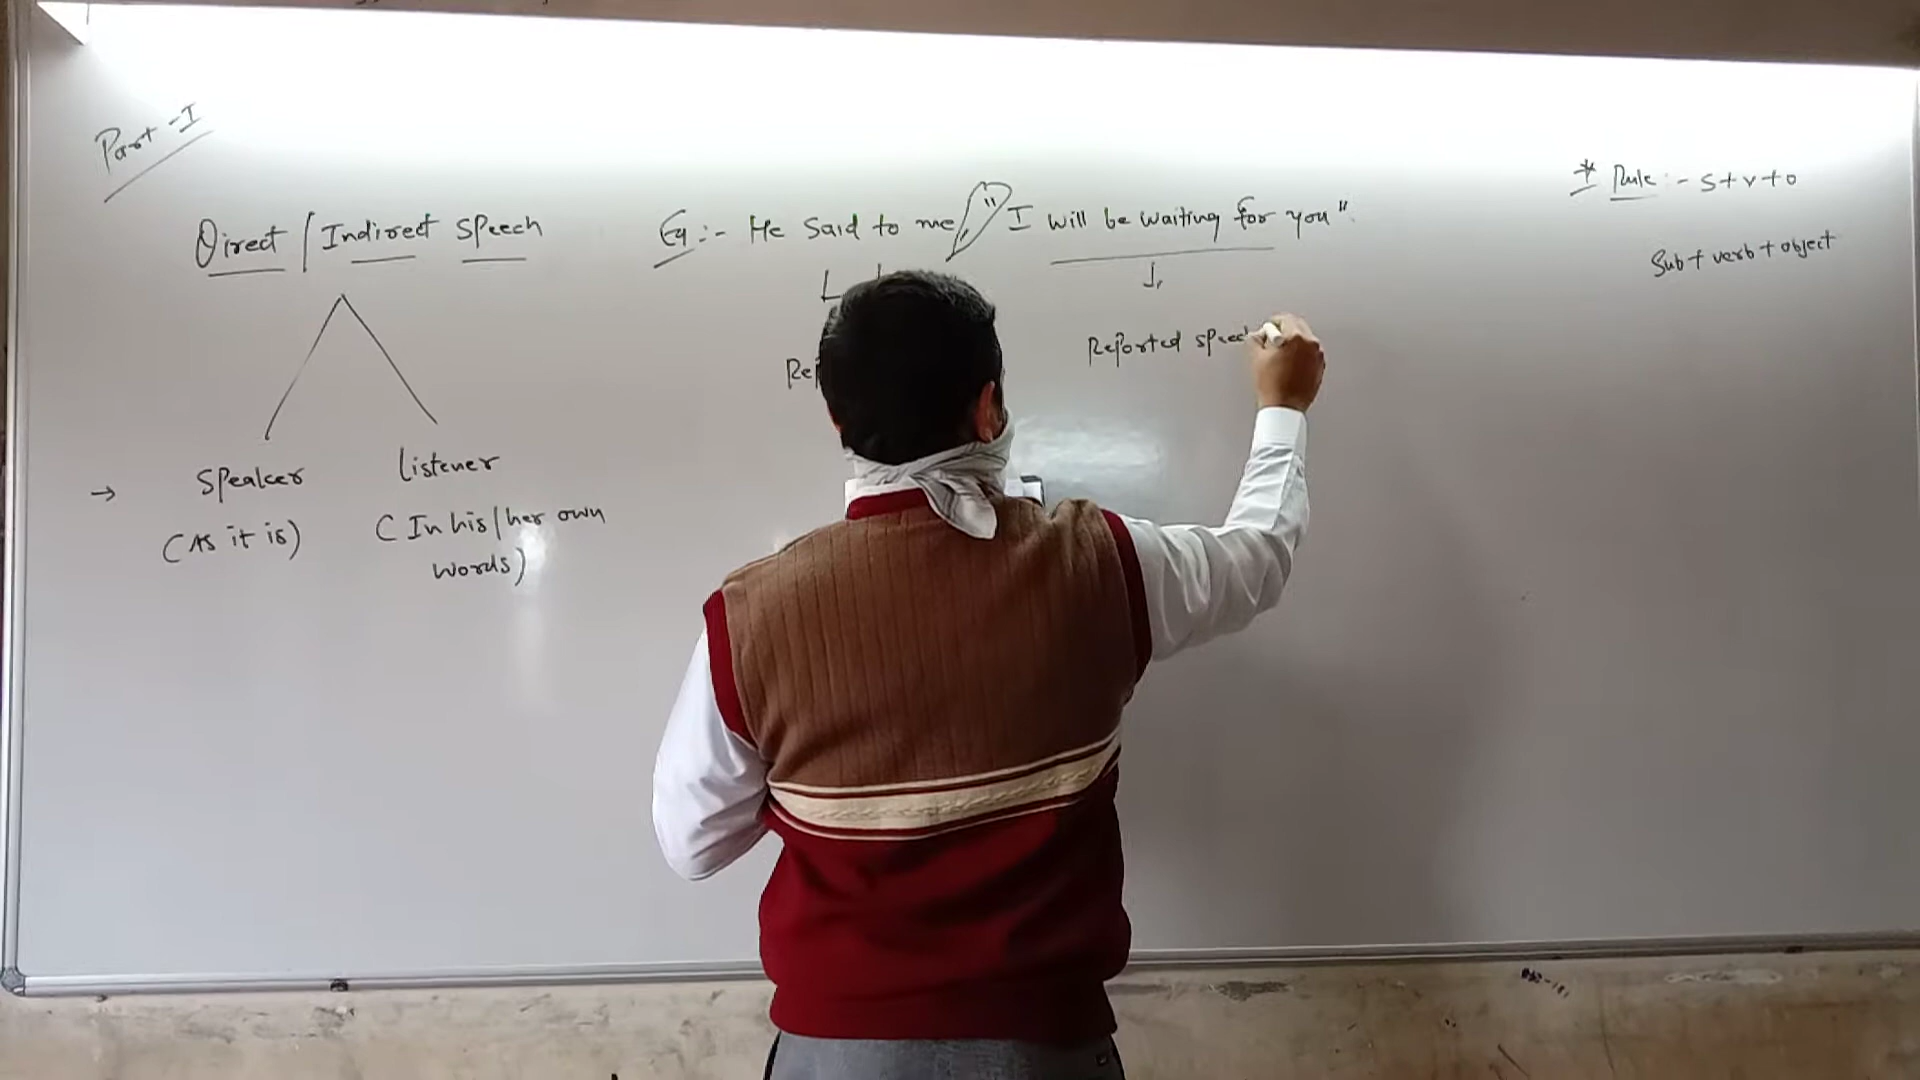 Part - I
Direct / Indirect Speech
Eg :- He said to me, "I will be waiting for you".
* Rule :- S + V + O
Sub + verb + object
Reported speec
Speaker
Listener
(As it is)
(In his/her own
words)